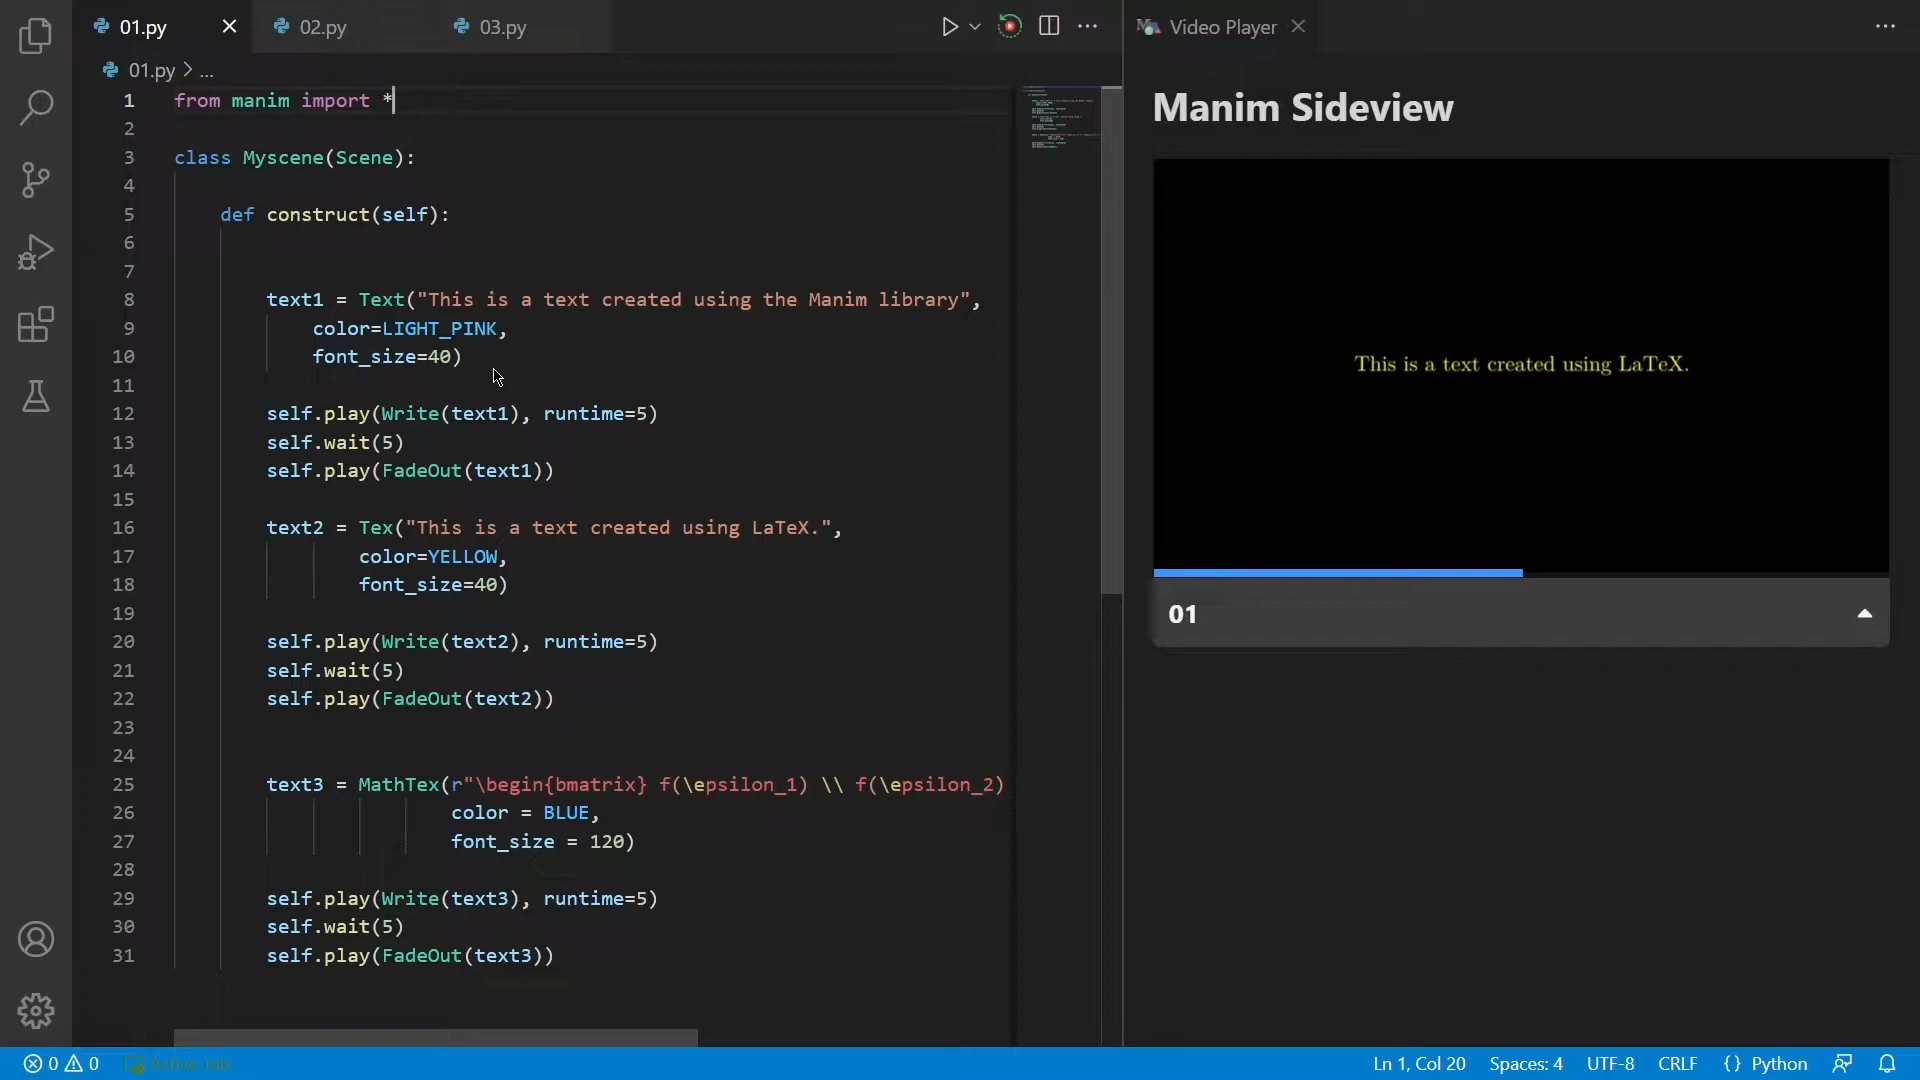 01.py
02.py
03.py
Video Player
01.py > ...
1 from manim import *
2
3 class Myscene(Scene):
4
5 def construct(self):
6
7
8 text1 = Text("This is a text created using the Manim library",
9 color=LIGHT_PINK,
10 font_size=40)
11
12 self.play(Write(text1), runtime=5)
13 self.wait(5)
14 self.play(FadeOut(text1))
15
16 text2 = Tex("This is a text created using LaTeX.",
17 color=YELLOW,
18 font_size=40)
19
20 self.play(Write(text2), runtime=5)
21 self.wait(5)
22 self.play(FadeOut(text2))
23
24
25 text3 = MathTex(r"\begin{bmatrix} f(\epsilon_1) \\ f(\epsilon_2)
26 color = BLUE,
27 font_size = 120)
28
29 self.play(Write(text3), runtime=5)
30 self.wait(5)
31 self.play(FadeOut(text3))
Manim Sideview
This is a text created using LaTeX.
01
0 0 Active Job
Ln 1, Col 20 Spaces: 4 UTF-8 CRLF {} Python